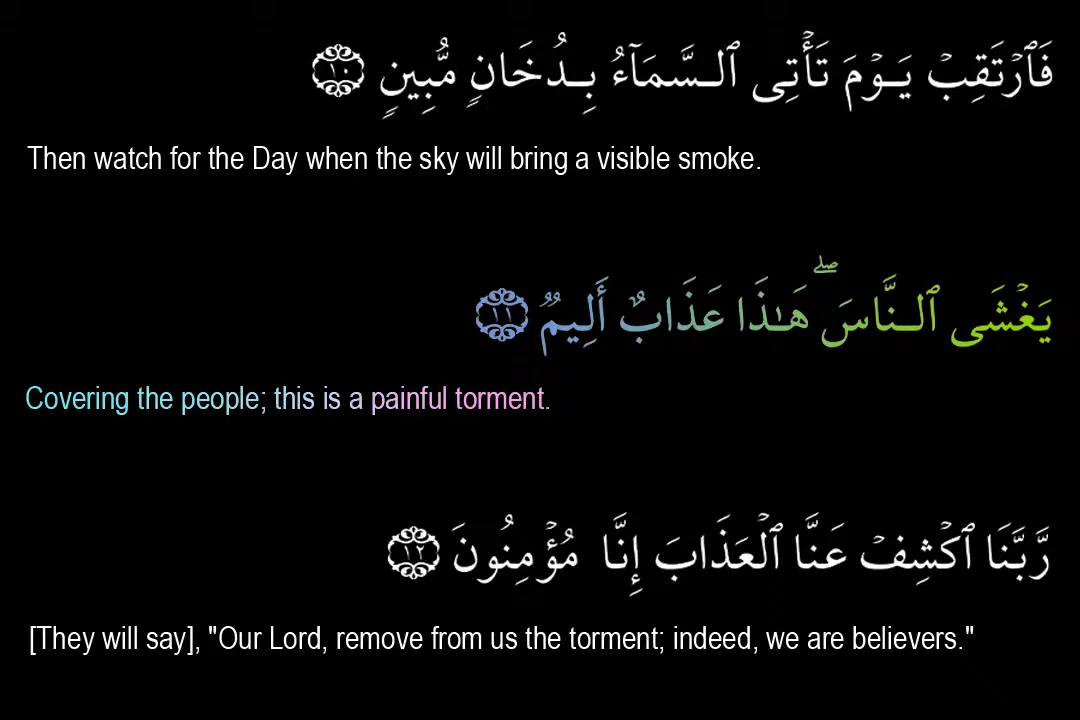 فَٱرۡتَقِبۡ يَوۡمَ تَأۡتِى ٱلسَّمَآءُ بِدُخَانٍ مُّبِينٍ ١٠
Then watch for the Day when the sky will bring a visible smoke.
يَغۡشَى ٱلنَّاسَۖ هَٰذَا عَذَابٌ أَلِيمٌ ١١
Covering the people; this is a painful torment.
رَّبَّنَا ٱكۡشِفۡ عَنَّا ٱلۡعَذَابَ إِنَّا مُؤۡمِنُونَ ١٢
[They will say], "Our Lord, remove from us the torment; indeed, we are believers."